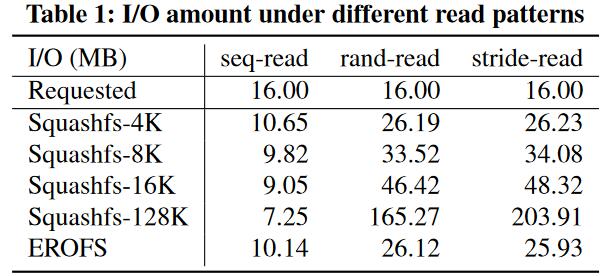 Table 1: I/O amount under different read patterns
I/O (MB) seq-read rand-read stride-read
Requested 16.00 16.00 16.00
Squashfs-4K 10.65 26.19 26.23
Squashfs-8K 9.82 33.52 34.08
Squashfs-16K 9.05 46.42 48.32
Squashfs-128K 7.25 165.27 203.91
EROFS 10.14 26.12 25.93